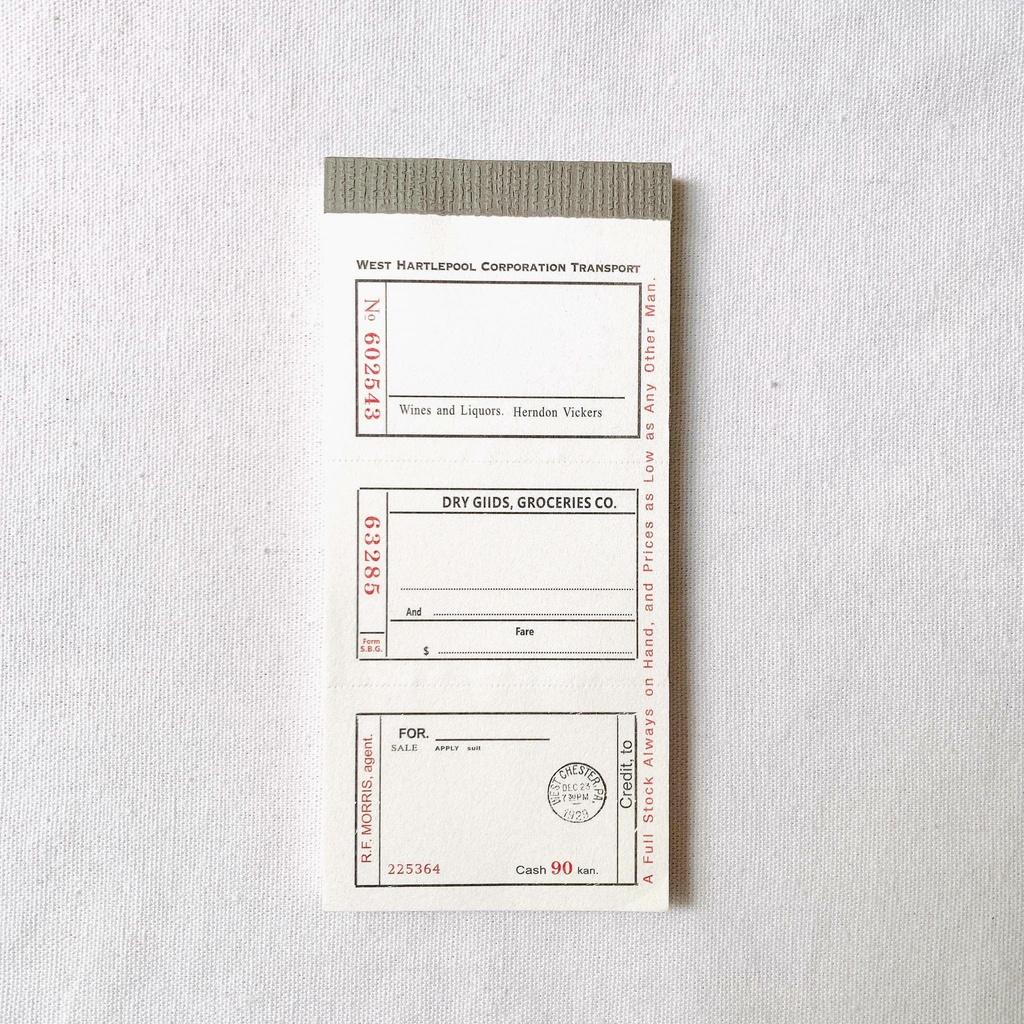 West Hartlepool Corporation Transport
No 602543
Wines and Liquors. Herndon Vickers
DRY GIIDS, GROCERIES CO.
63285
And
Fare
Form
S.B.G.
$
FOR.
SALE APPLY suit
R.F. MORRIS, agent.
WEST CHESTER, PA.
DEC 23
7 30PM
1929
Credit, to
225364
Cash 90 kan.
A Full Stock Always on Hand, and Prices as Low as Any Other Man.